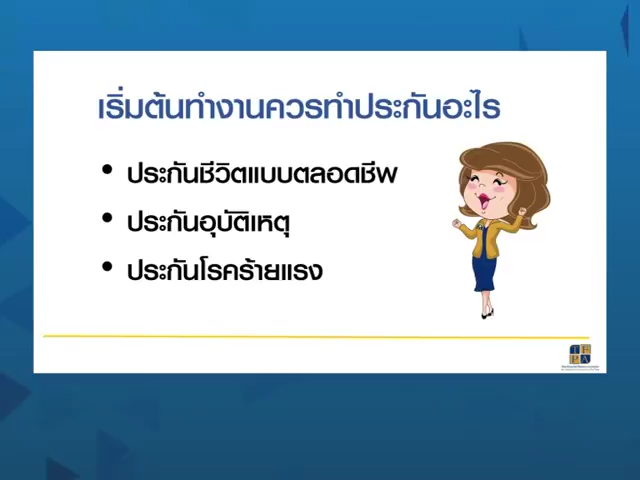 เริ่มต้นทำงานควรทำประกันอะไร
• ประกันชีวิตแบบตลอดชีพ
• ประกันอุบัติเหตุ
• ประกันโรคร้ายแรง